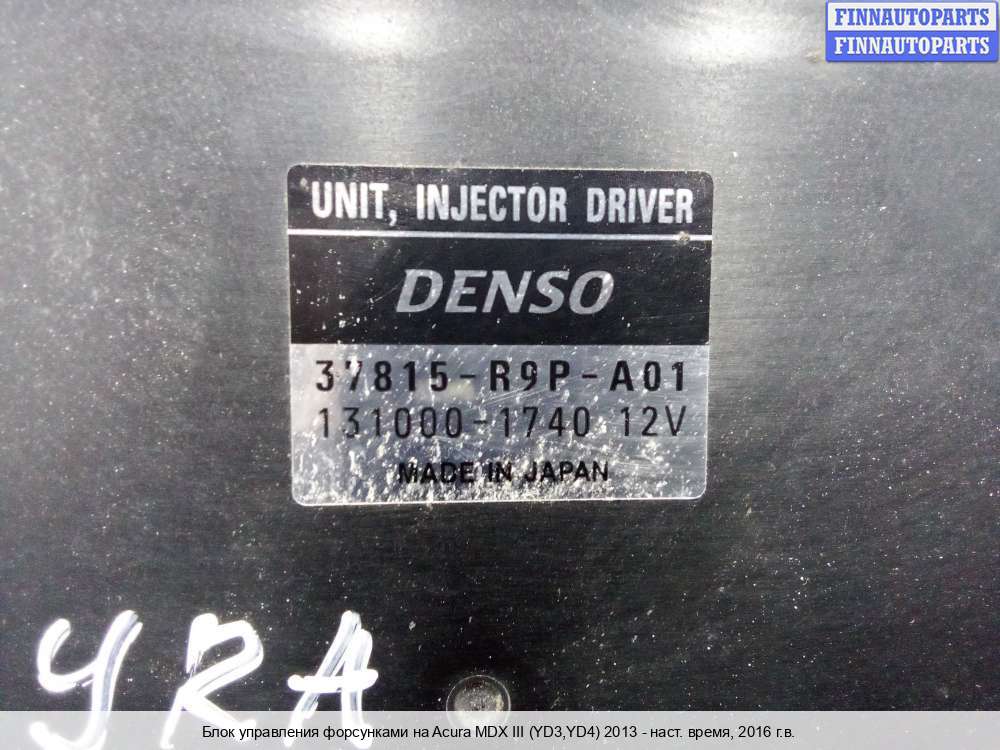 FINNAUTOPARTS
FINNAUTOPARTS
UNIT, INJECTOR DRIVER
DENSO
37815-R9P-A01
131000-1740 12V
MADE IN JAPAN
YRA
Блок управления форсунками на Acura MDX III (YD3,YD4) 2013 - наст. время, 2016 г.в.